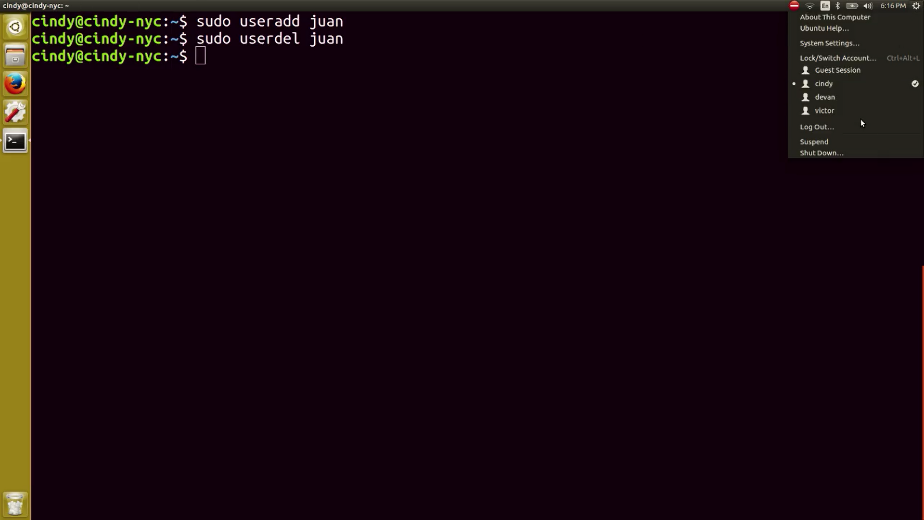 cindy@cindy-nyc: ~
En
6:16 PM
cindy@cindy-nyc:~$ sudo useradd juan
cindy@cindy-nyc:~$ sudo userdel juan
cindy@cindy-nyc:~$
About This Computer
Ubuntu Help...
System Settings...
Lock/Switch Account... Ctrl+Alt+L
Guest Session
cindy
devan
victor
Log Out...
Suspend
Shut Down...